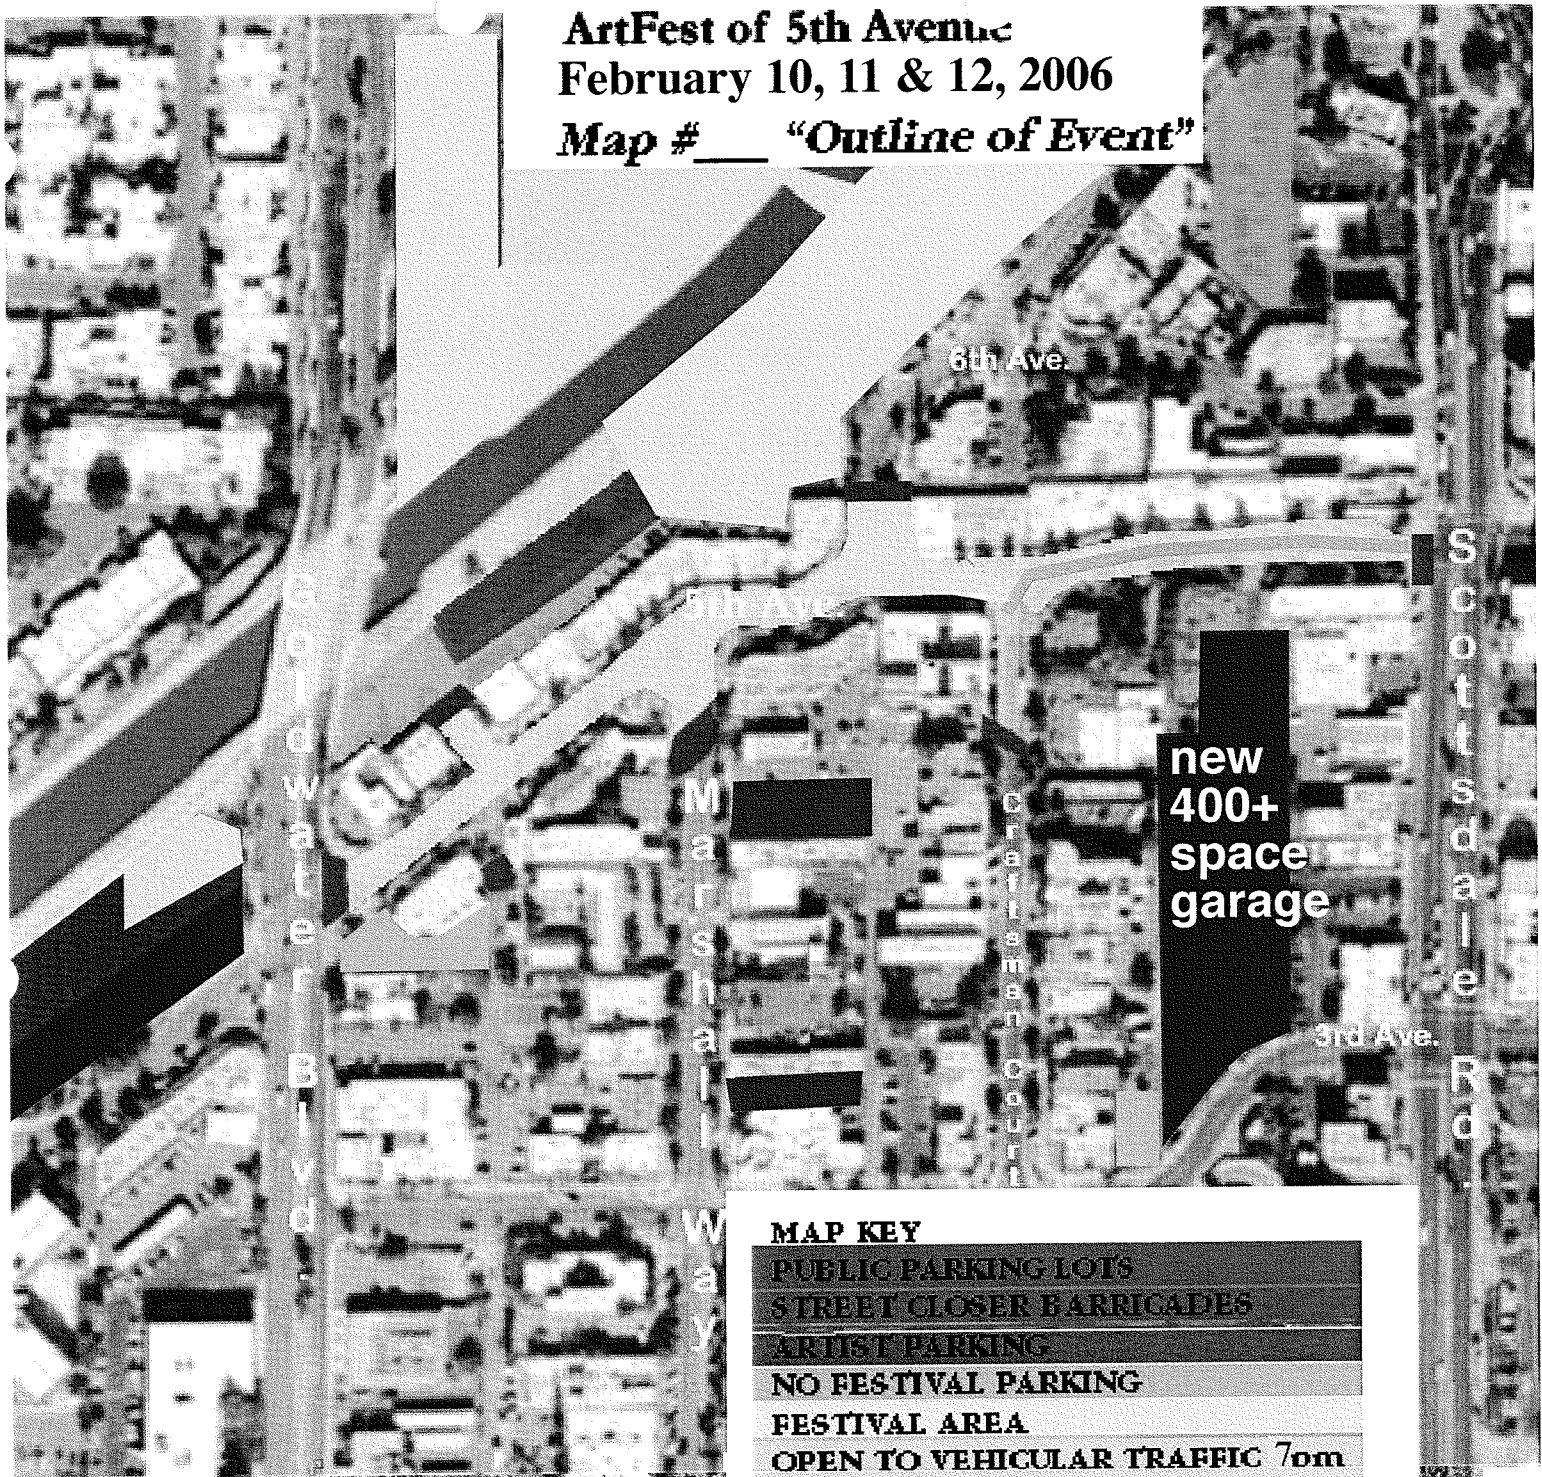 ArtFest of 5th Avenue
February 10, 11 & 12, 2006
Map #___ "Outline of Event"
6th Ave.
5th Ave.
Goldwater Blvd.
Marshall Way
Craftsman Court
Scottsdale Rd.
new
400+
space
garage
3rd Ave.
MAP KEY
PUBLIC PARKING LOTS
STREET CLOSER BARRICADES
ARTIST PARKING
NO FESTIVAL PARKING
FESTIVAL AREA
OPEN TO VEHICULAR TRAFFIC 7pm